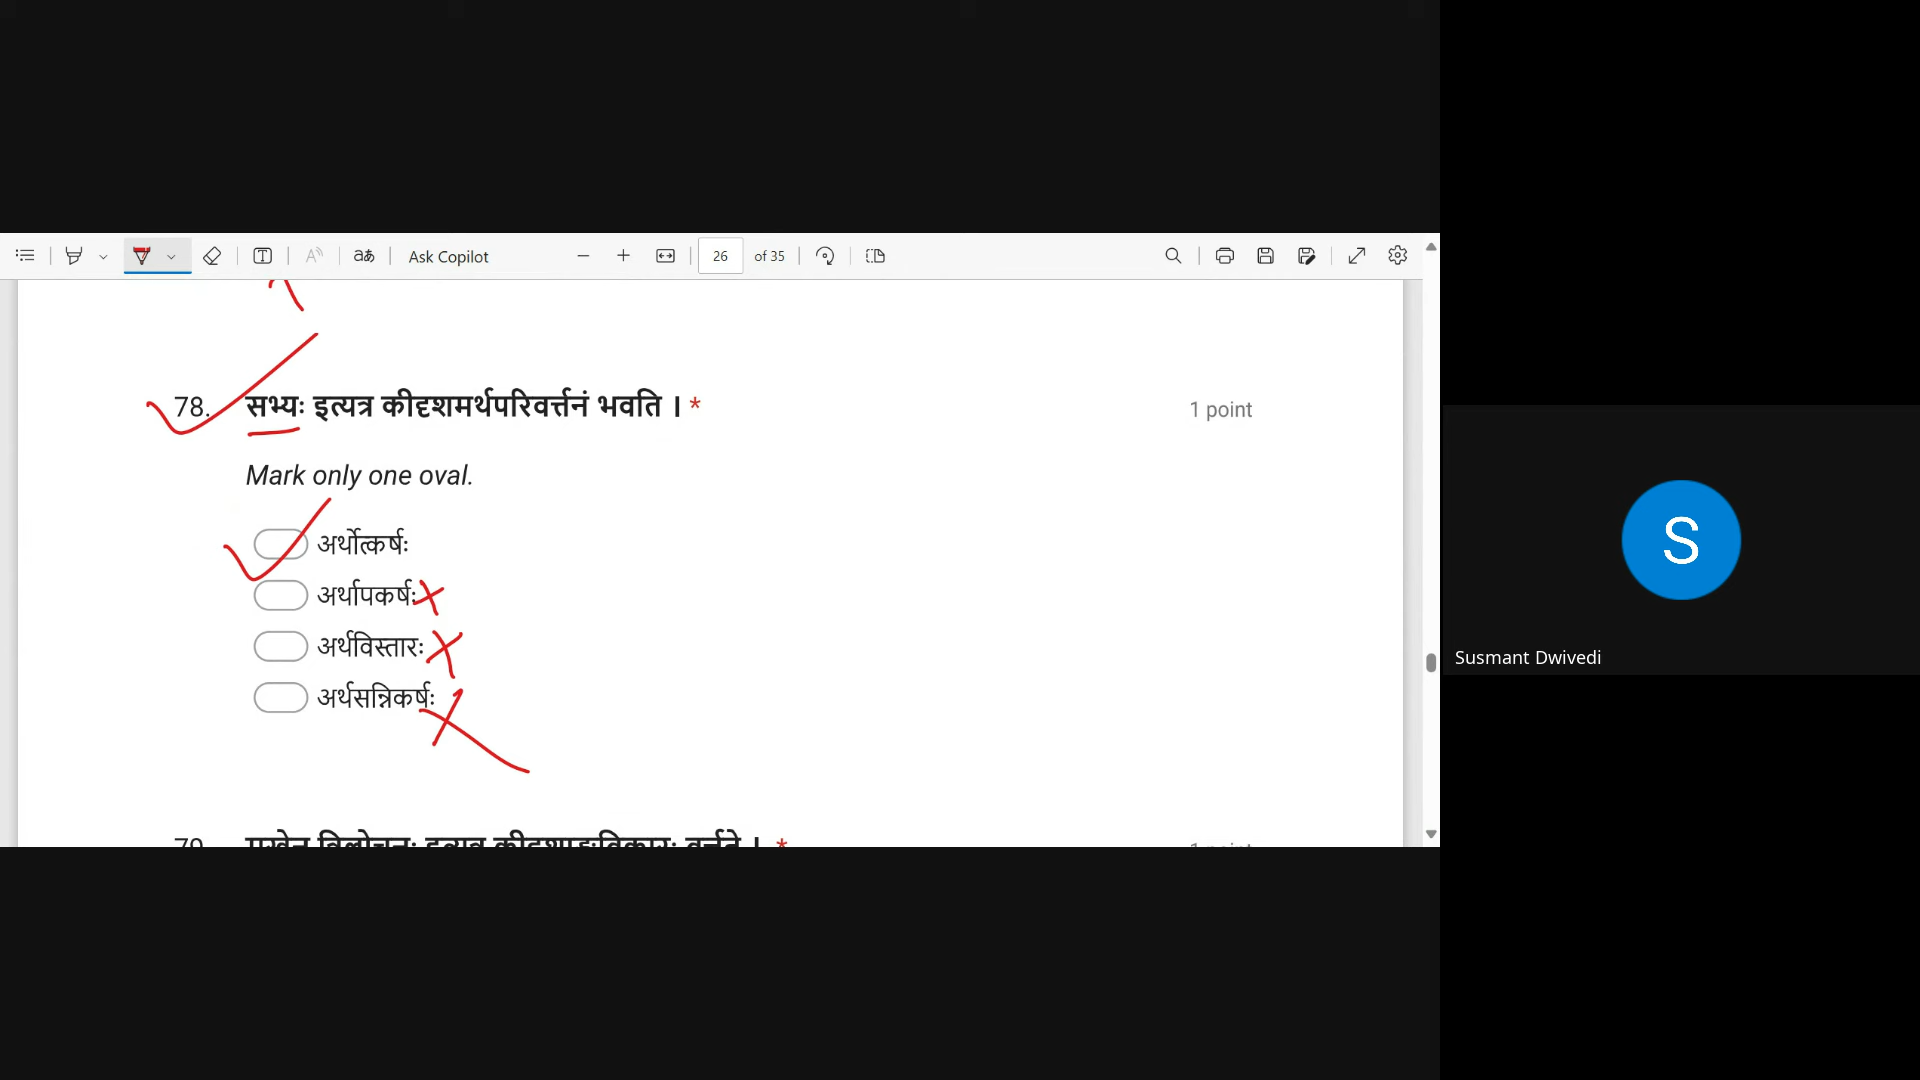 Ask Copilot
26 of 35
78. सभ्यः इत्यत्र कीदृशमर्थपरिवर्त्तनं भवति । *
1 point
Mark only one oval.
अर्थोत्कर्षः
अर्थापकर्षः
अर्थविस्तारः
अर्थसन्निकर्षः
S
Susmant Dwivedi